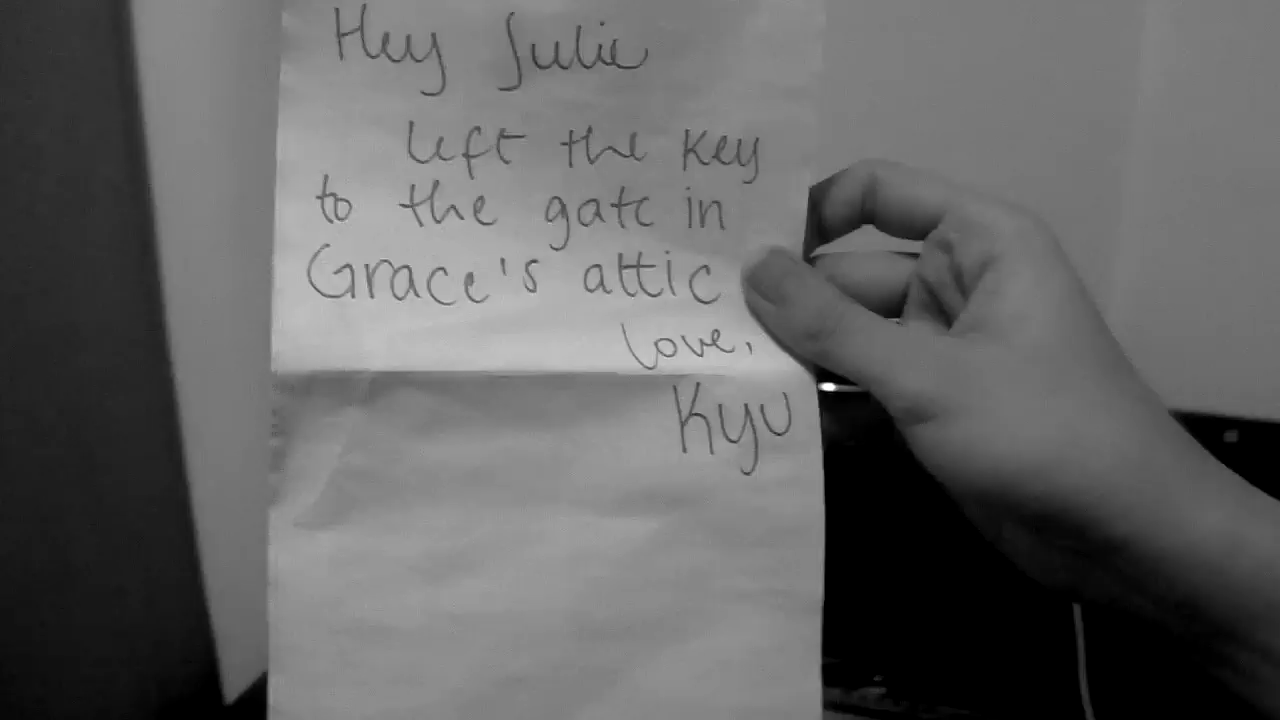 Hey Julie
left the key
to the gate in
Grace's attic
love,
Kyu